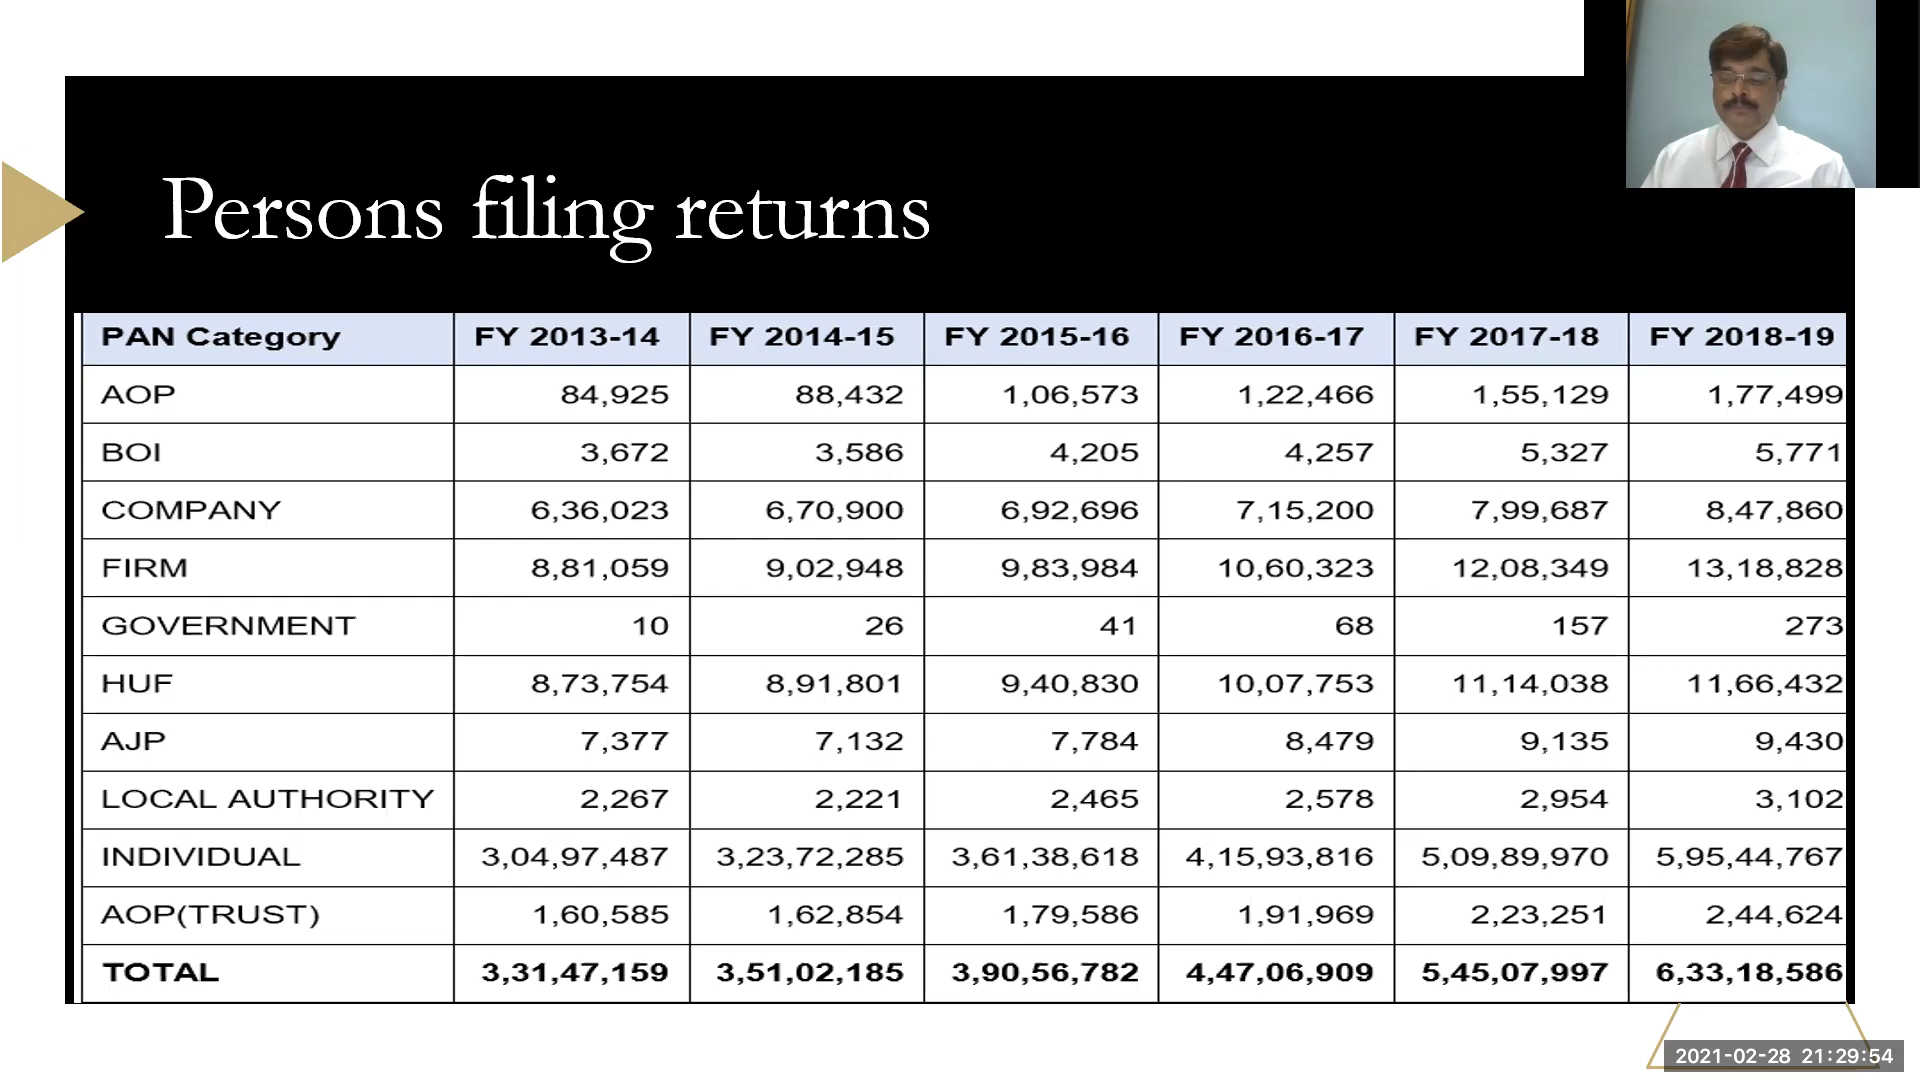 Persons filing returns
PAN Category FY 2013-14 FY 2014-15 FY 2015-16 FY 2016-17 FY 2017-18 FY 2018-19
AOP 84,925 88,432 1,06,573 1,22,466 1,55,129 1,77,499
BOI 3,672 3,586 4,205 4,257 5,327 5,771
COMPANY 6,36,023 6,70,900 6,92,696 7,15,200 7,99,687 8,47,860
FIRM 8,81,059 9,02,948 9,83,984 10,60,323 12,08,349 13,18,828
GOVERNMENT 10 26 41 68 157 273
HUF 8,73,754 8,91,801 9,40,830 10,07,753 11,14,038 11,66,432
AJP 7,377 7,132 7,784 8,479 9,135 9,430
LOCAL AUTHORITY 2,267 2,221 2,465 2,578 2,954 3,102
INDIVIDUAL 3,04,97,487 3,23,72,285 3,61,38,618 4,15,93,816 5,09,89,970 5,95,44,767
AOP(TRUST) 1,60,585 1,62,854 1,79,586 1,91,969 2,23,251 2,44,624
TOTAL 3,31,47,159 3,51,02,185 3,90,56,782 4,47,06,909 5,45,07,997 6,33,18,586
2021-02-28 21:29:54